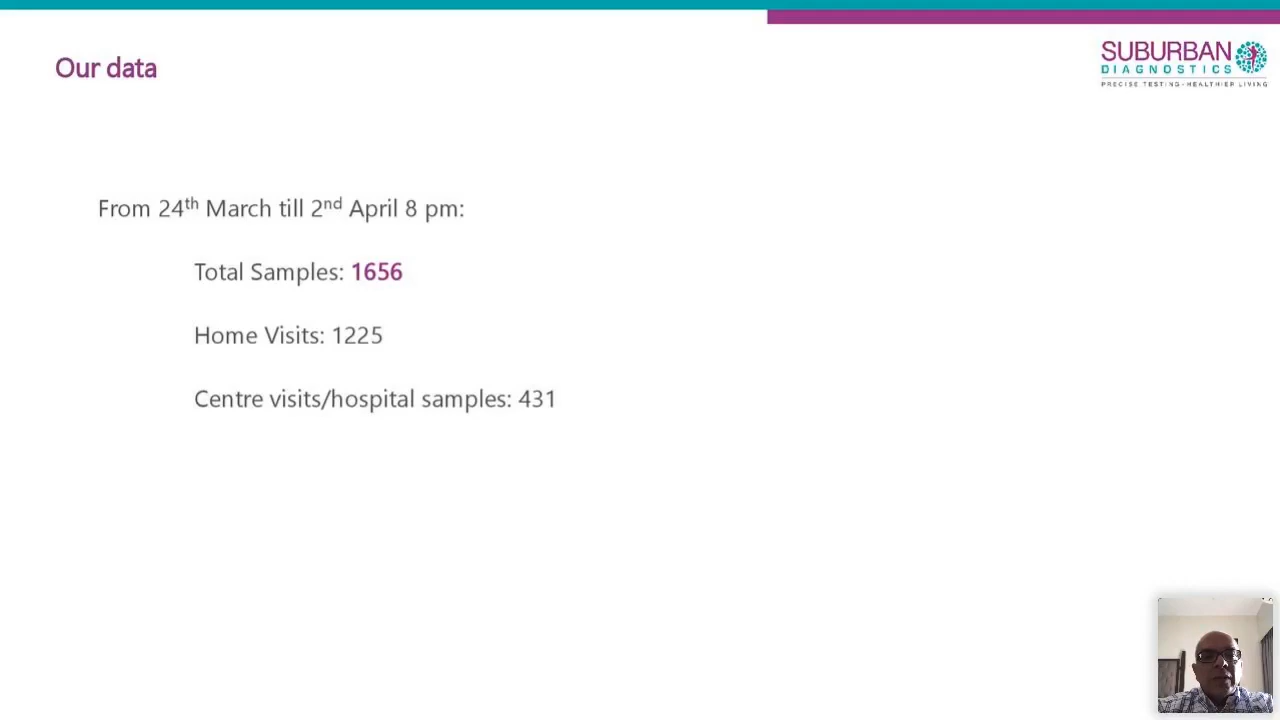 Our data
SUBURBAN
DIAGNOSTICS
PRECISE TESTING-HEALTHIER LIVING
From 24th March till 2nd April 8 pm:
Total Samples: 1656
Home Visits: 1225
Centre visits/hospital samples: 431